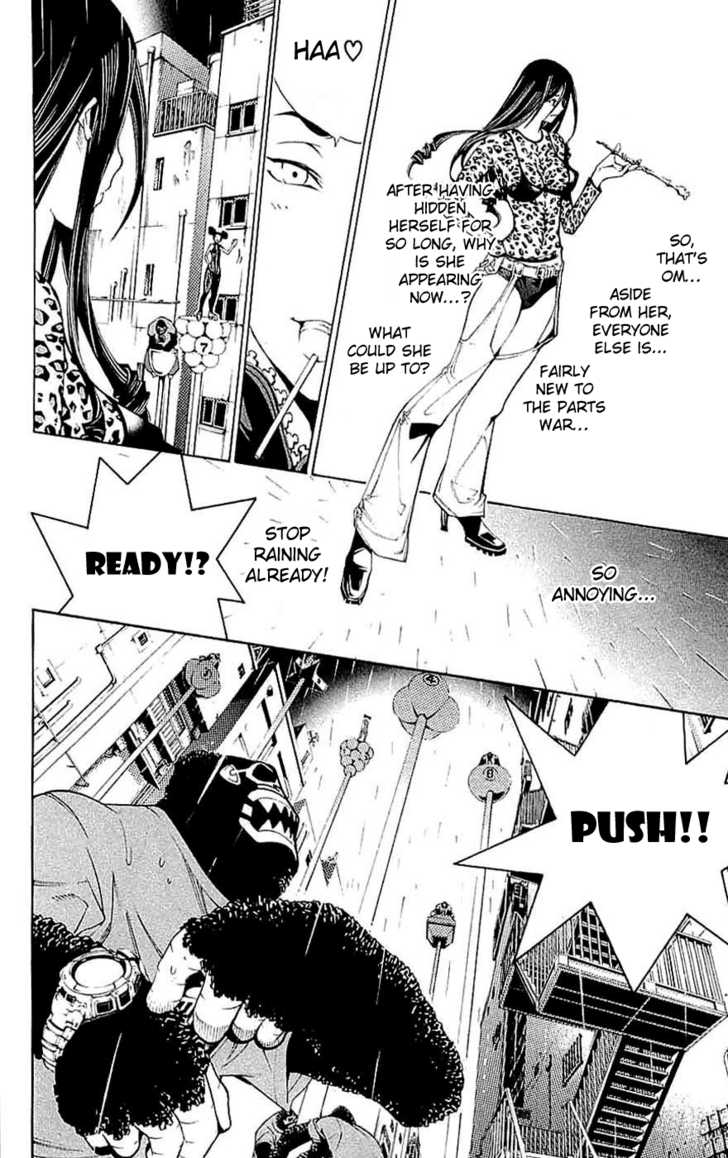 SO,
THAT'S
OM...
ASIDE
FROM HER,
EVERYONE
ELSE IS...
FAIRLY
NEW TO
THE PARTS
WAR...
AFTER HAVING
HIDDEN
HERSELF FOR
SO LONG, WHY
IS SHE
APPEARING
NOW...?
WHAT
COULD SHE
BE UP TO?
HAA♡
7
SO
ANNOYING...
STOP
RAINING
ALREADY!
READY!?
PUSH!!
4